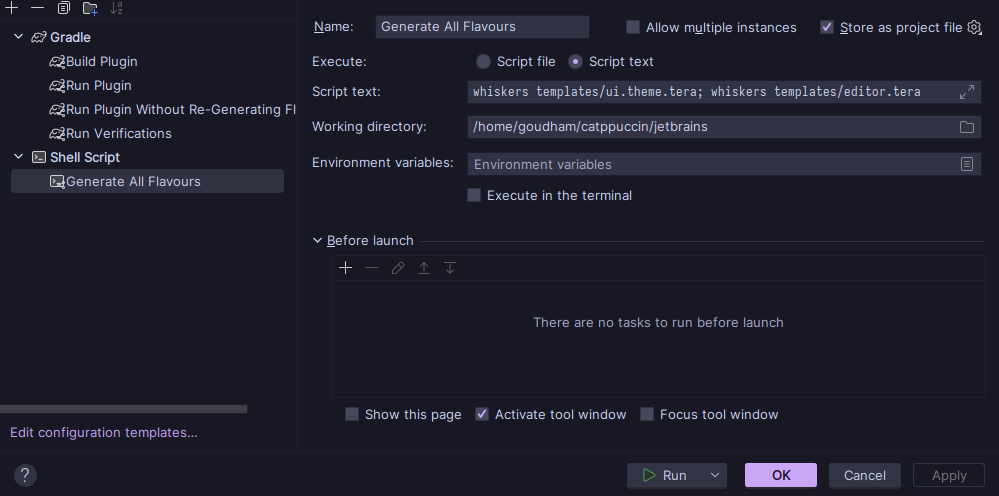 Gradle
Build Plugin
Run Plugin
Run Plugin Without Re-Generating Fl
Run Verifications
Shell Script
Generate All Flavours
Edit configuration templates...
Name: Generate All Flavours
Allow multiple instances
Store as project file
Execute: Script file Script text
Script text: whiskers templates/ui.theme.tera; whiskers templates/editor.tera
Working directory: /home/goudham/catppuccin/jetbrains
Environment variables: Environment variables
Execute in the terminal
Before launch
There are no tasks to run before launch
Show this page Activate tool window Focus tool window
? Run OK Cancel Apply